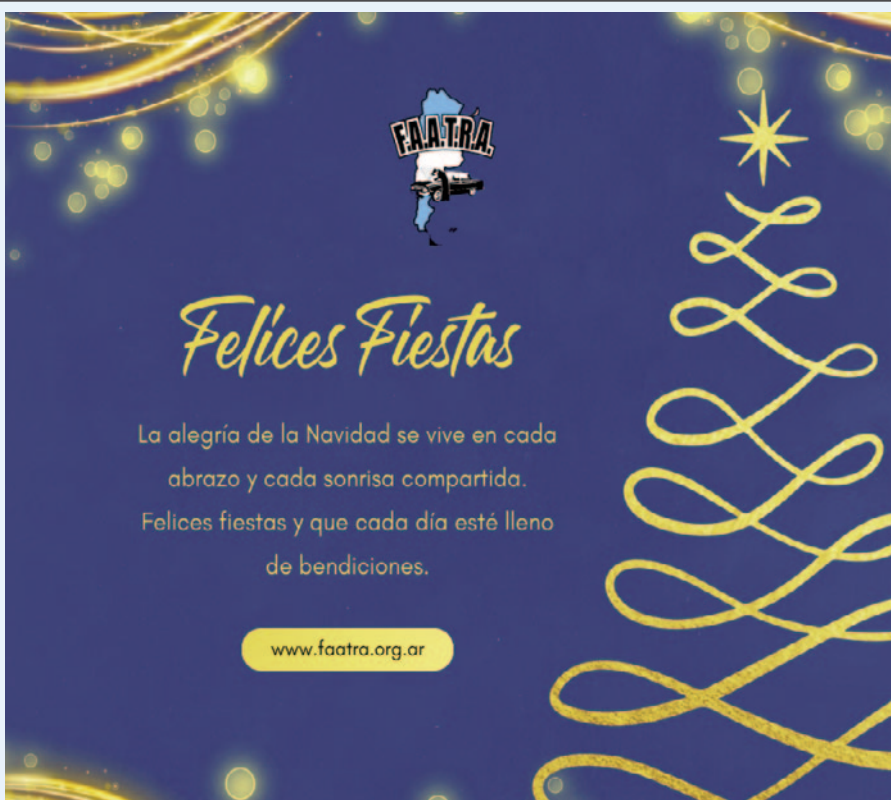 F.A.A.T.R.A.
Felices Fiestas
La alegría de la Navidad se vive en cada
abrazo y cada sonrisa compartida.
Felices fiestas y que cada día esté lleno
de bendiciones.
www.faatra.org.ar